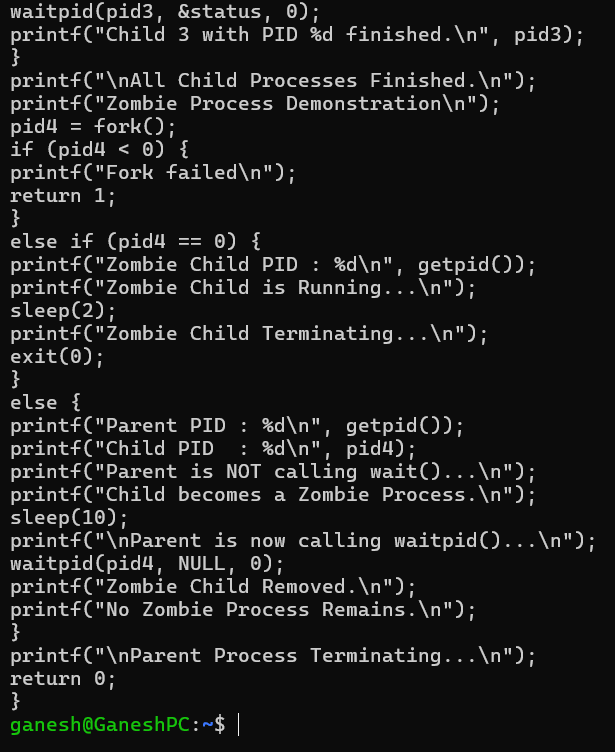 waitpid(pid3, &status, 0);
printf("Child 3 with PID %d finished.\n", pid3);
}
printf("\nAll Child Processes Finished.\n");
printf("Zombie Process Demonstration\n");
pid4 = fork();
if (pid4 < 0) {
printf("Fork failed\n");
return 1;
}
else if (pid4 == 0) {
printf("Zombie Child PID : %d\n", getpid());
printf("Zombie Child is Running...\n");
sleep(2);
printf("Zombie Child Terminating...\n");
exit(0);
}
else {
printf("Parent PID : %d\n", getpid());
printf("Child PID  : %d\n", pid4);
printf("Parent is NOT calling wait()...\n");
printf("Child becomes a Zombie Process.\n");
sleep(10);
printf("\nParent is now calling waitpid()...\n");
waitpid(pid4, NULL, 0);
printf("Zombie Child Removed.\n");
printf("No Zombie Process Remains.\n");
}
printf("\nParent Process Terminating...\n");
return 0;
}
ganesh@GaneshPC:~$